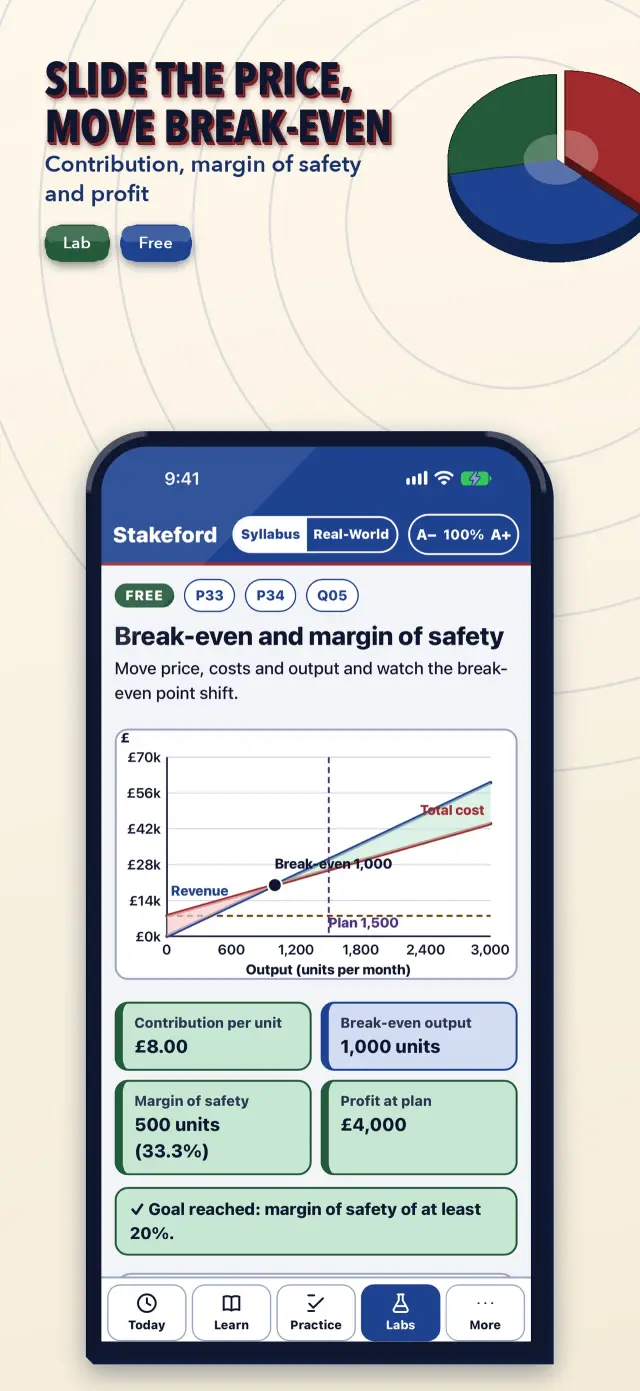 SLIDE THE PRICE,
MOVE BREAK-EVEN
Contribution, margin of safety
and profit
Lab
Free
9:41
Stakeford
Syllabus
Real-World
A− 100% A+
FREE
P33
P34
Q05
Break-even and margin of safety
Move price, costs and output and watch the break-
even point shift.
£
£70k
£56k
Total cost
£42k
£28k
Break-even 1,000
Revenue
£14k
Plan 1,500
£0k
0
600
1,200
1,800
2,400
3,000
Output (units per month)
Contribution per unit
£8.00
Break-even output
1,000 units
Margin of safety
500 units
(33.3%)
Profit at plan
£4,000
✓ Goal reached: margin of safety of at least
20%.
Today
Learn
Practice
Labs
More